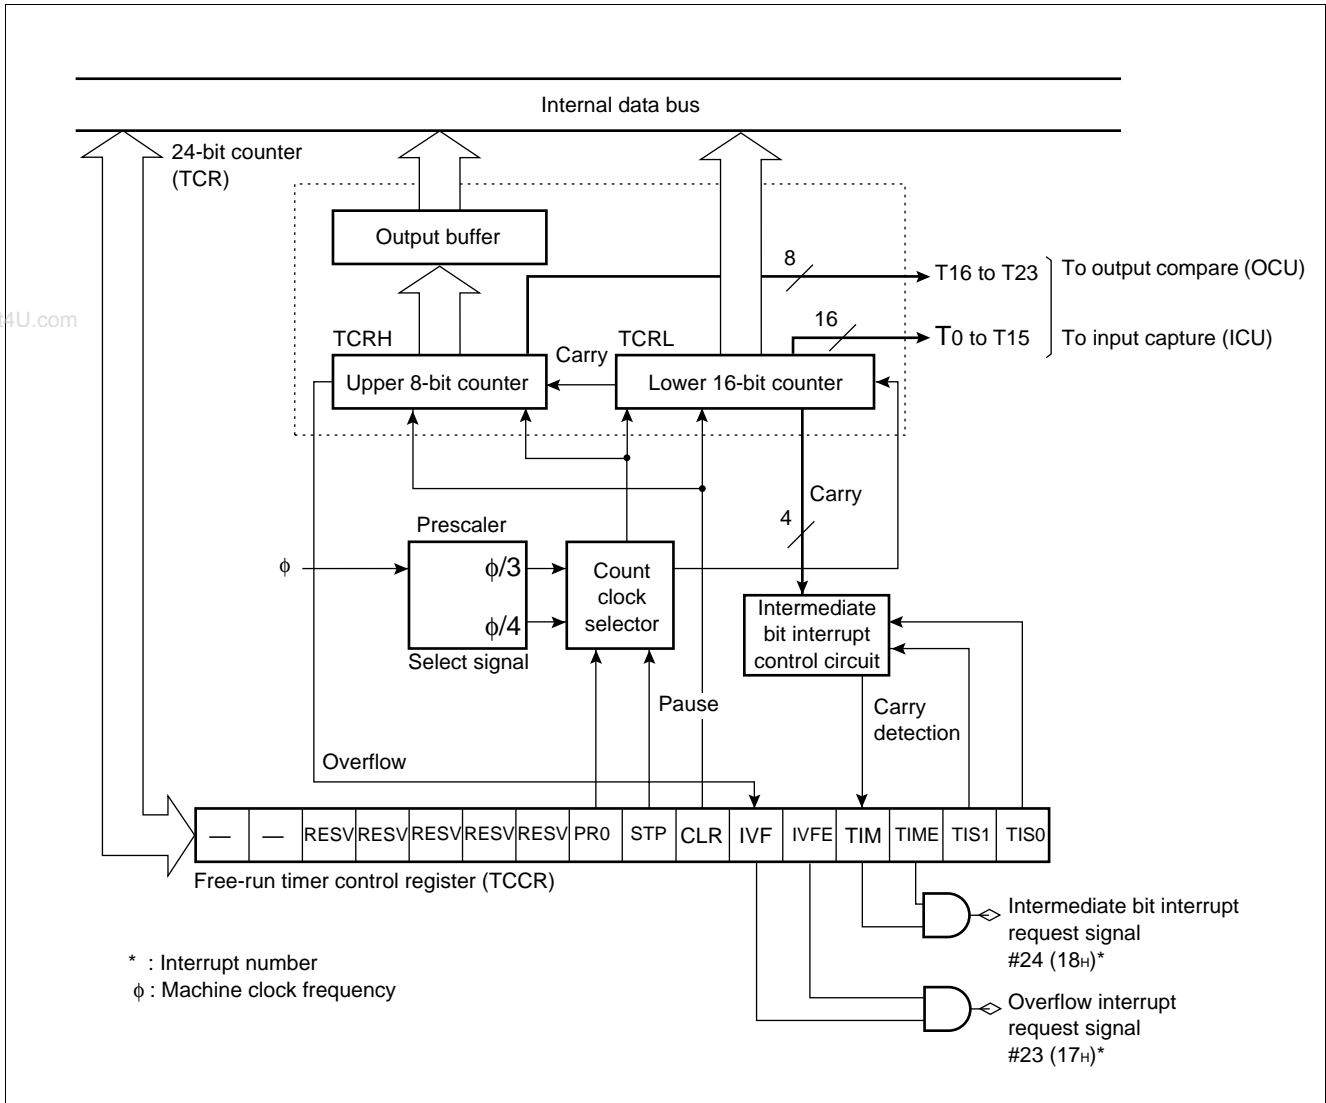 Internal data bus
24-bit counter
(TCR)
Output buffer
8
T16 to T23
To output compare (OCU)
t4U.com
16
TCRH
TCRL
T0 to T15
To input capture (ICU)
Carry
Upper 8-bit counter
Lower 16-bit counter
Carry
4
Prescaler
ϕ
ϕ/3
ϕ/4
Count
clock
selector
Select signal
Intermediate
bit interrupt
control circuit
Pause
Carry
detection
Overflow
— — RESV RESV RESV RESV RESV PR0 STP CLR IVF IVFE TIM TIME TIS1 TIS0
Free-run timer control register (TCCR)
Intermediate bit interrupt
request signal
#24 (18H)*
* : Interrupt number
ϕ : Machine clock frequency
Overflow interrupt
request signal
#23 (17H)*